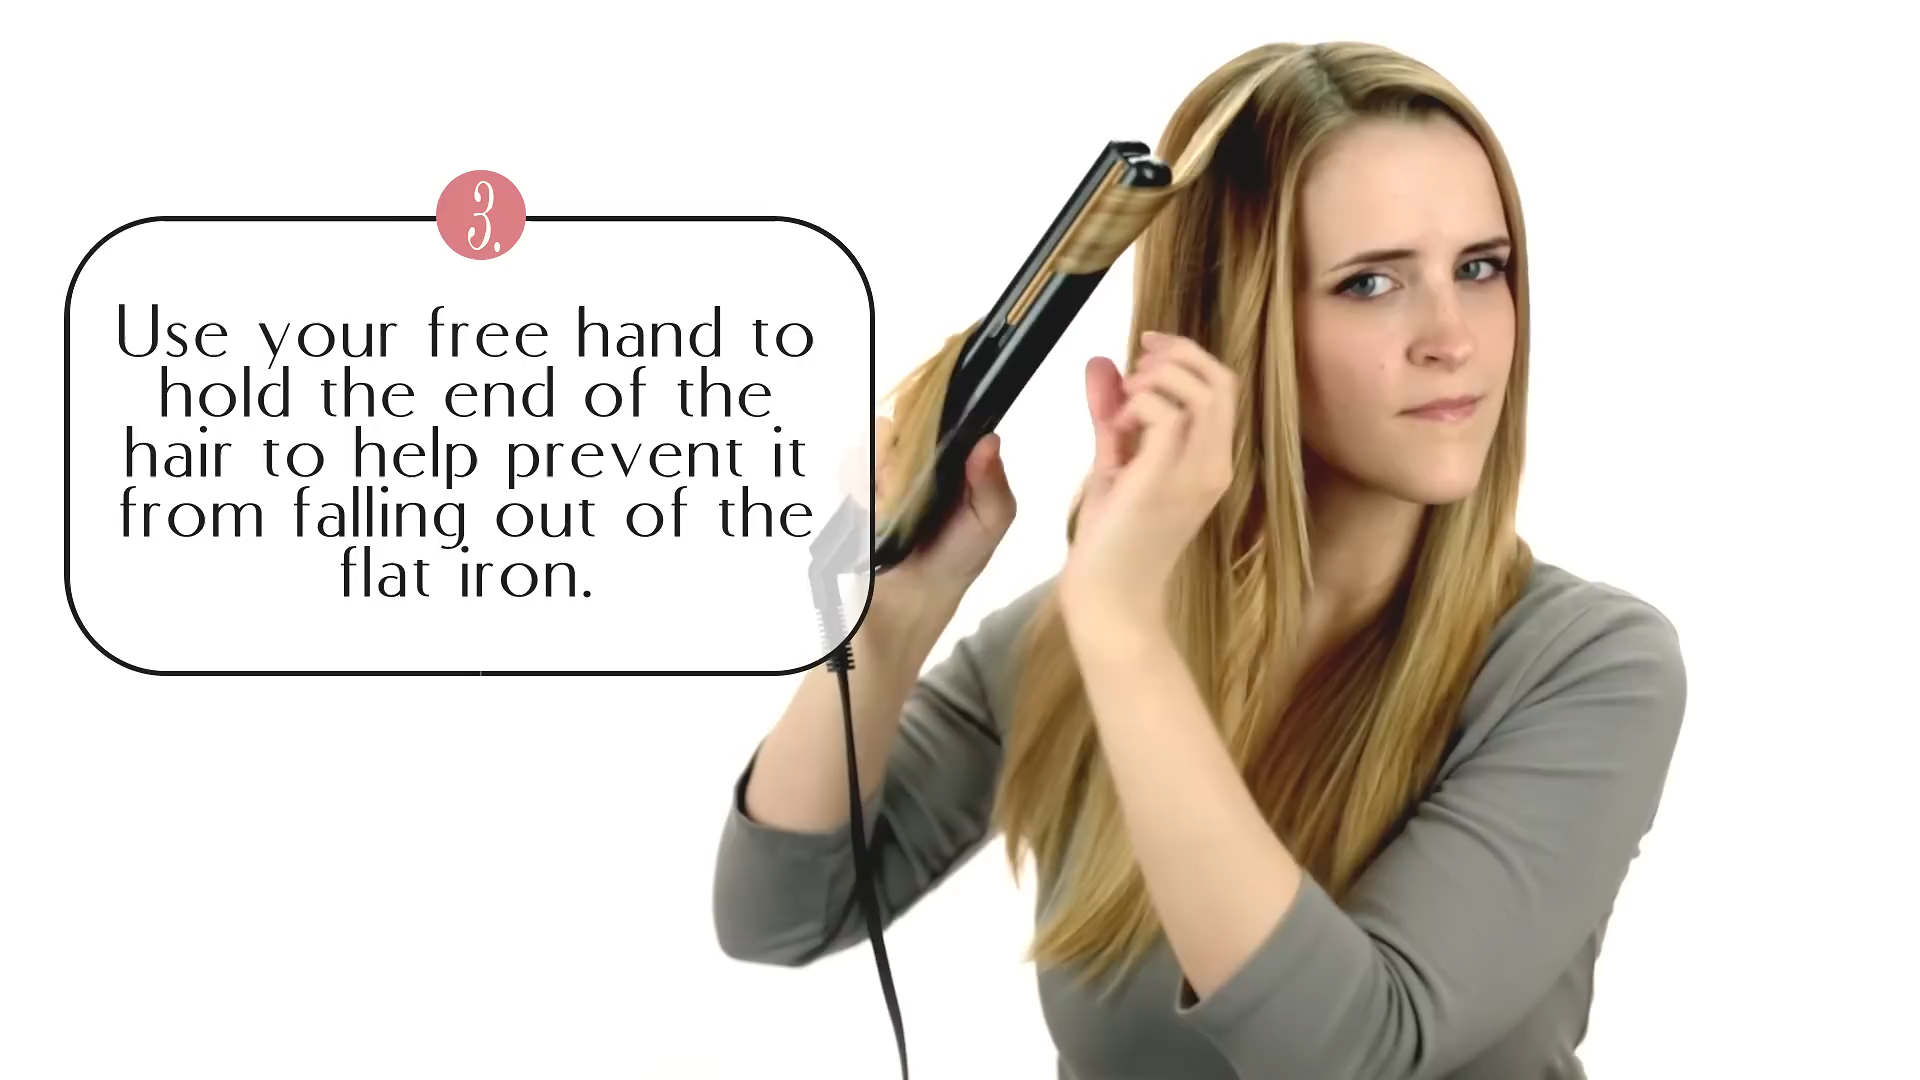 3.
Use your free hand to
hold the end of the
hair to help prevent it
from falling out of the
flat iron.